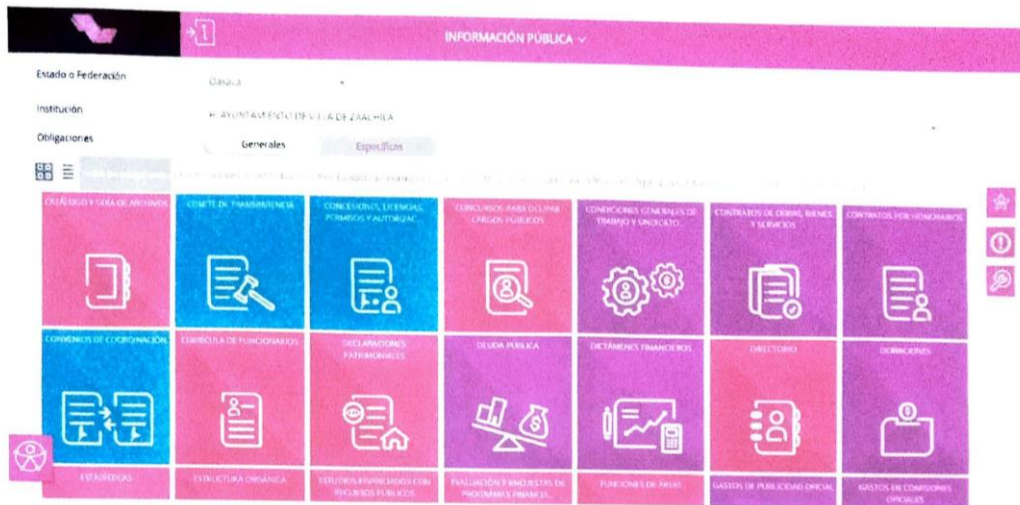 INFORMACIÓN PÚBLICA
Estado o Federación
Oaxaca
Institución
H. AYUNTAMIENTO DE VILLA DE ZAACHILA
Obligaciones
Generales
Específicas
CATÁLOGO Y GUÍA DE ARCHIVOS
COMITÉ DE TRANSPARENCIA
CONCESIONES, LICENCIAS,
PERMISOS Y AUTORIZAC...
CONCURSOS PARA OCUPAR
CARGOS PÚBLICOS
CONDICIONES GENERALES DE
TRABAJO Y SINDICATO...
CONTRATOS DE OBRAS, BIENES,
Y SERVICIOS
CONTRATOS POR HONORARIOS
CONVENIOS DE COORDINACIÓN
CURRÍCULA DE FUNCIONARIOS
DECLARACIONES
PATRIMONIALES
DEUDA PÚBLICA
DICTÁMENES FINANCIEROS
DIRECTORIO
DONACIONES
ESTADÍSTICAS
ESTRUCTURA ORGÁNICA
ESTUDIOS FINANCIADOS CON
RECURSOS PÚBLICOS
EVALUACIÓN Y ENCUESTAS DE
PROGRAMAS FINANCIA...
FUNCIONES DE ÁREAS
GASTOS DE PUBLICIDAD OFICIAL
GASTOS EN COMISIONES
OFICIALES